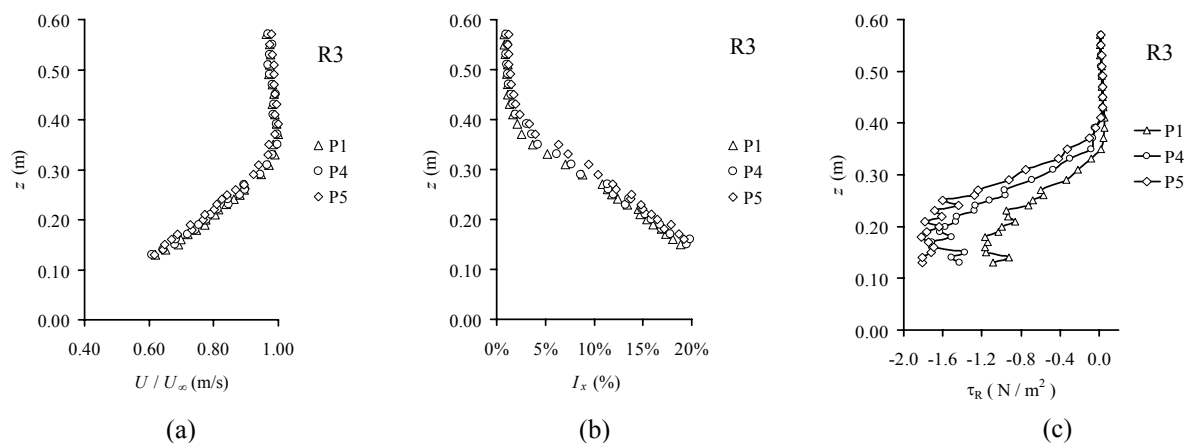 0.70
0.60
0.50
0.40
0.30
0.20
0.10
0.00
z (m)
0.40 0.60 0.80 1.00
U / U∞ (m/s)
R3
P1
P4
P5
(a)
0.70
0.60
0.50
0.40
0.30
0.20
0.10
0.00
z (m)
0% 5% 10% 15% 20%
I x (%)
R3
P1
P4
P5
(b)
0.60
0.50
0.40
0.30
0.20
0.10
0.00
z (m)
-2.0 -1.6 -1.2 -0.8 -0.4 0.0
τR ( N / m²)
R3
P1
P4
P5
(c)